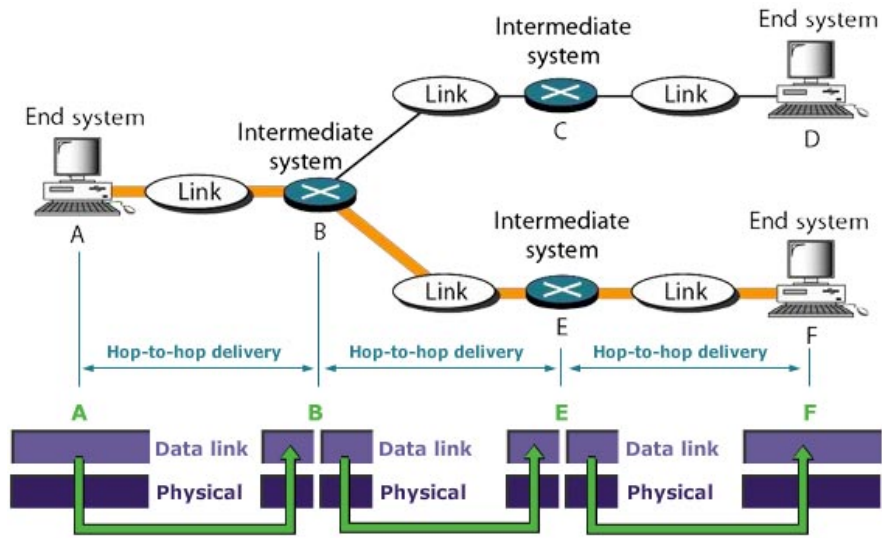 Intermediate
system
End system
Link
Link
C
D
End system
Intermediate
system
Link
A
B
Intermediate
system
End system
Link
Link
E
F
Hop-to-hop delivery
Hop-to-hop delivery
Hop-to-hop delivery
A
B
E
F
Data link
Data link
Data link
Physical
Physical
Physical